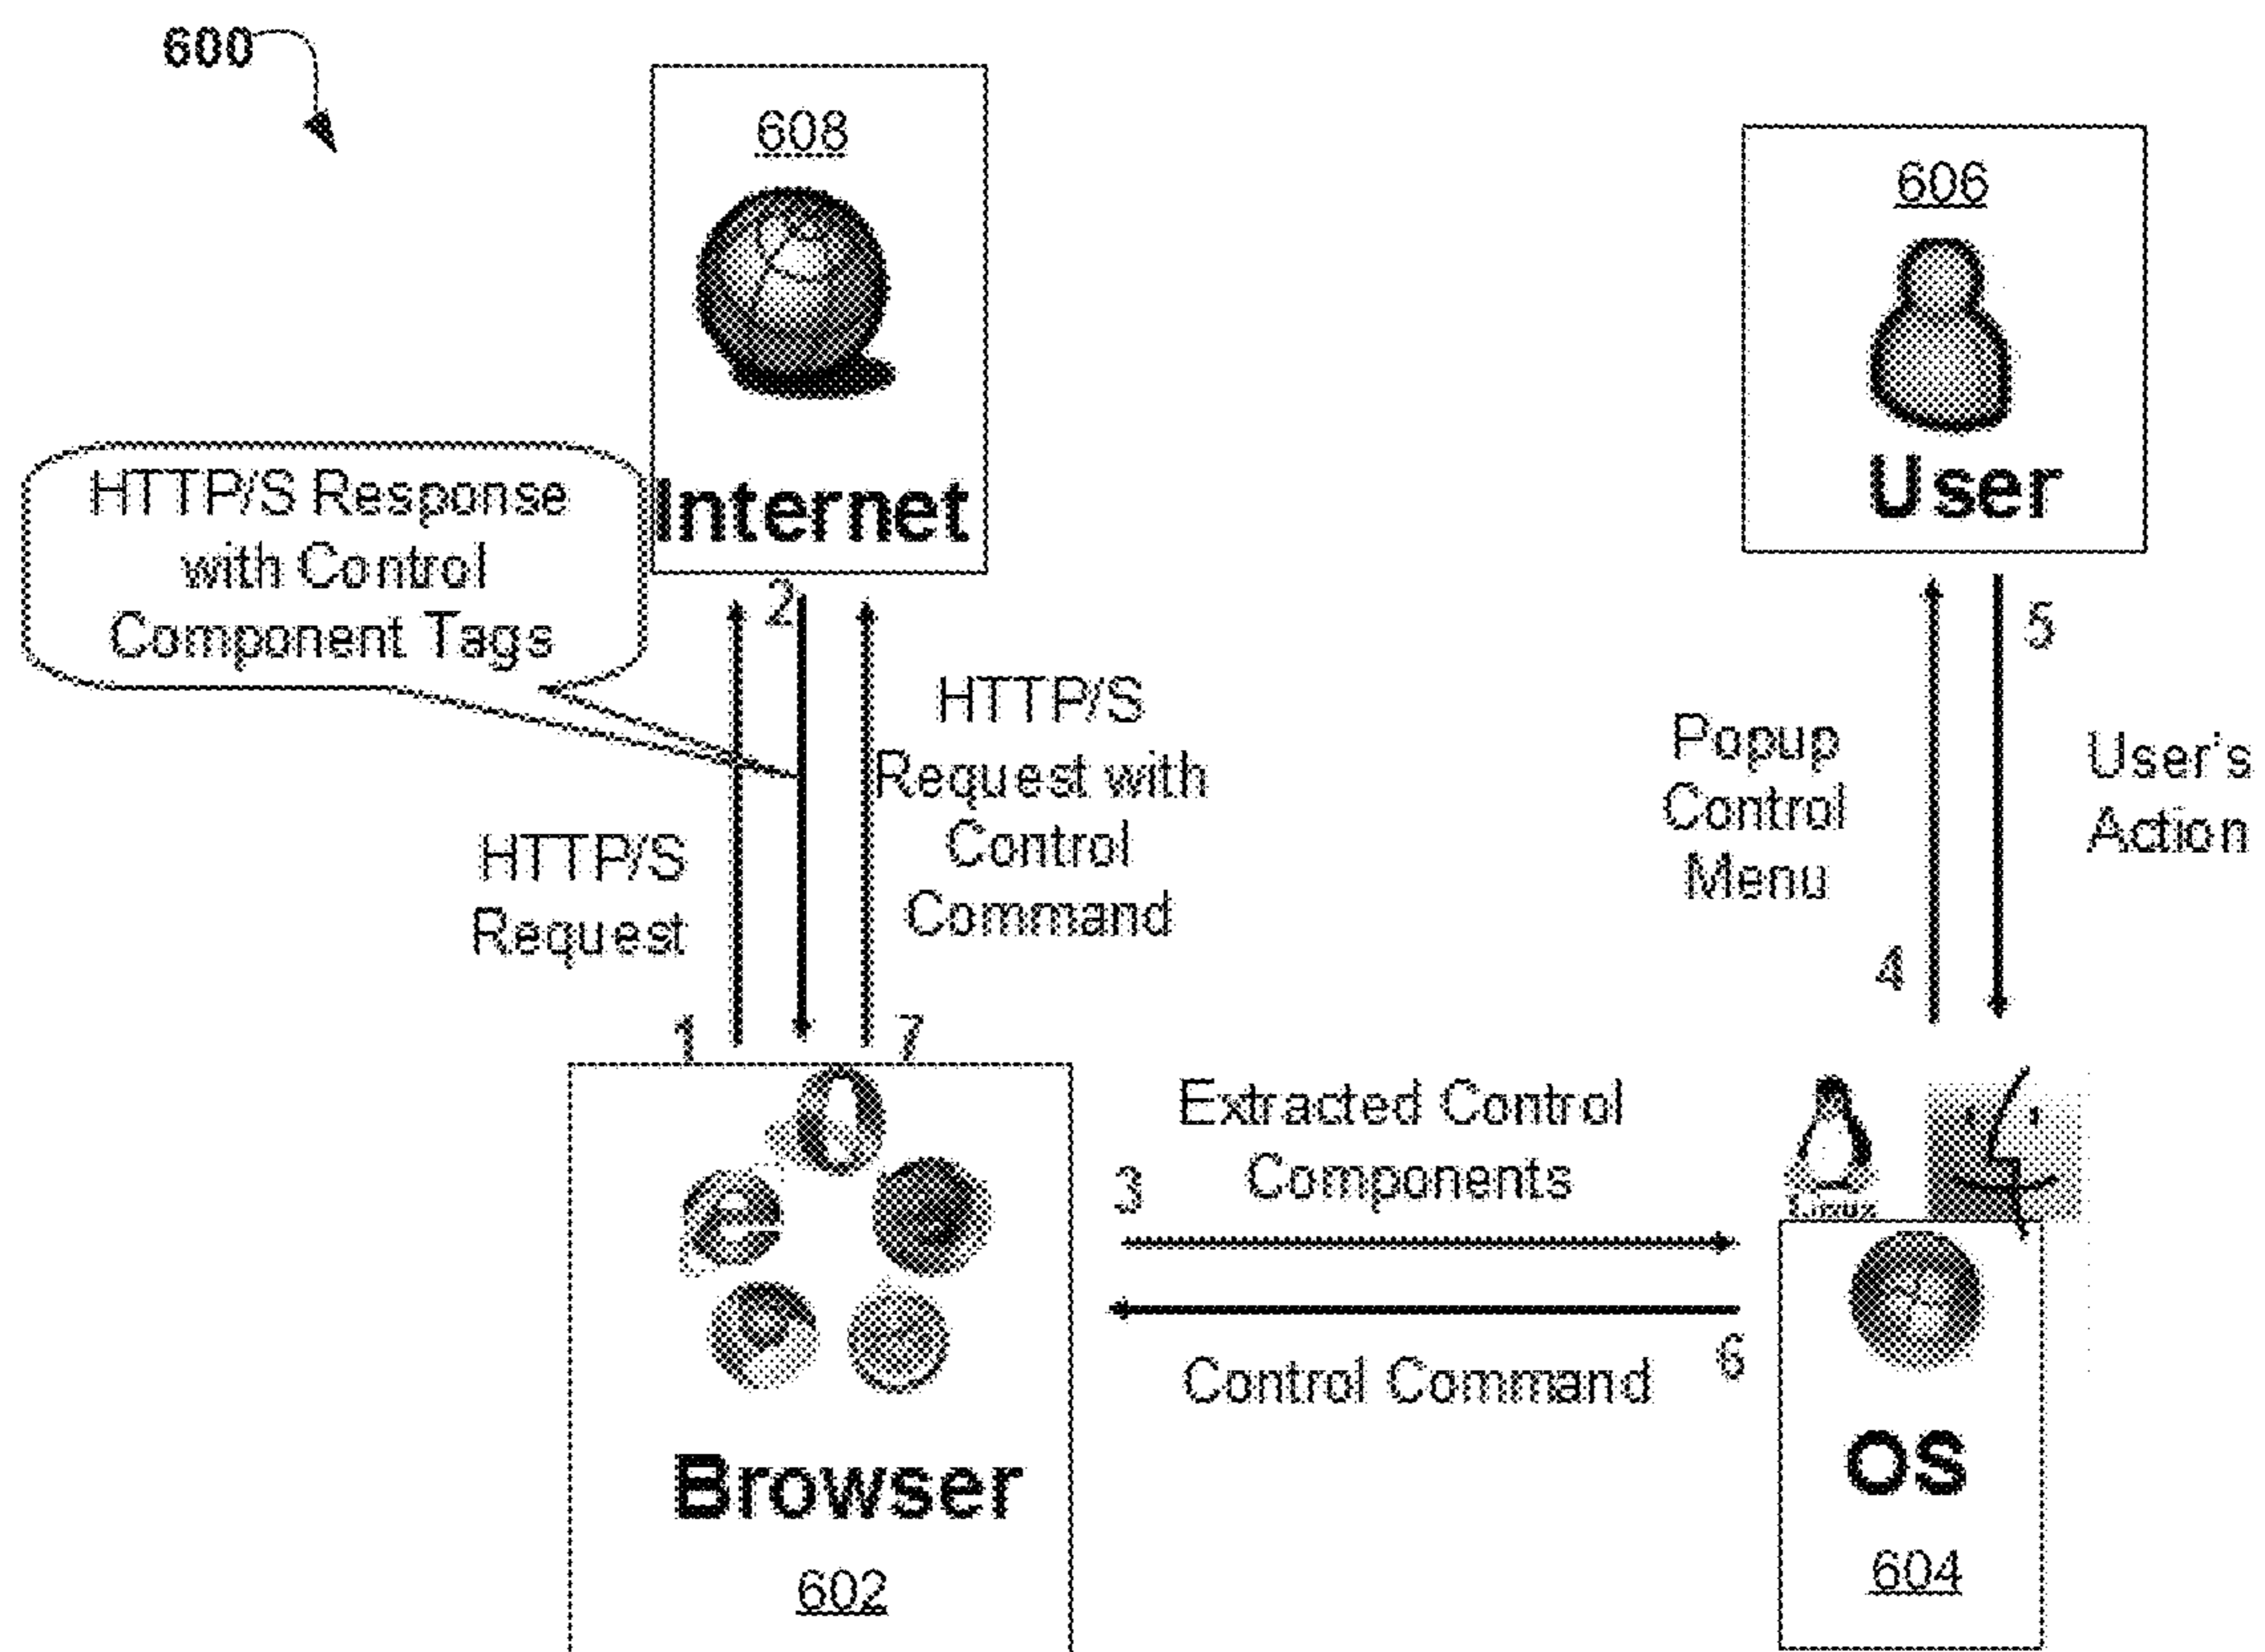 600
608
Internet
606
User
HTTP/S Response
with Control
Component Tags
2
5
HTTP/S
Request with
Control
Command
Popup
Control
Menu
User's
Action
HTTP/S
Request
4
1
7
Extracted Control
Components
3
Linux
Control Command
6
Browser
602
OS
604